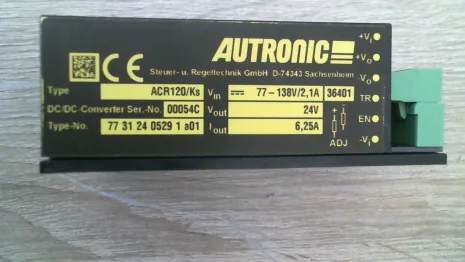 AUTRONIC
CE
Steuer- u. Regeltechnik GmbH D-74343 Sachsenheim
Type ACR120/Ks Vin 77-138V/2,1A 36401
DC/DC-Converter Ser.-No. 00054C Vout 24V
Type-No. 77 31 24 0529 1 a01 Iout 6,25A
+ ADJ
+VI
+Vo
-Vo
TR
EN
-VI